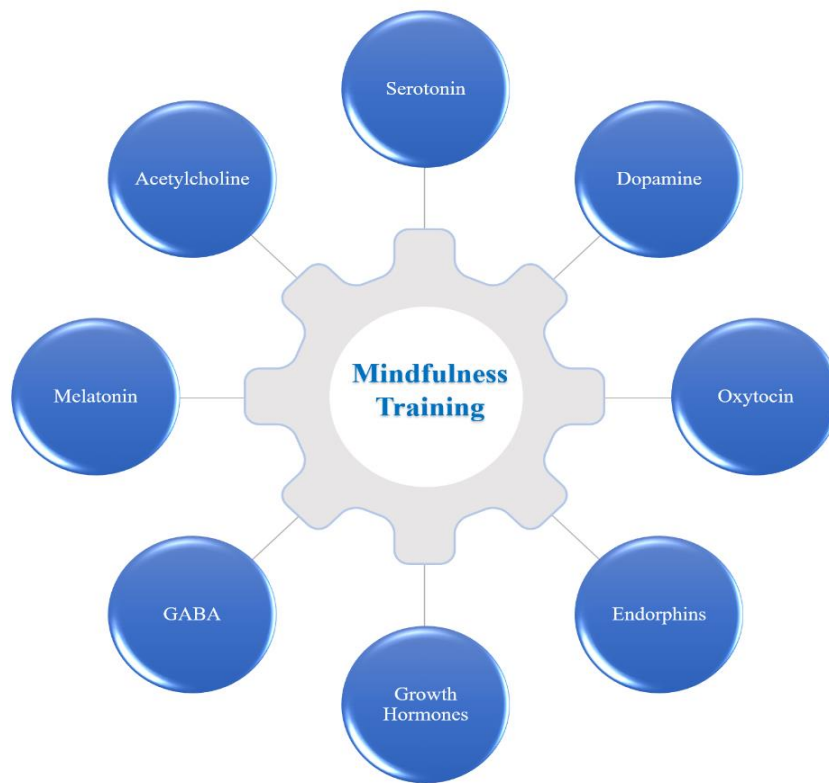 Serotonin
Acetylcholine
Dopamine
Mindfulness
Training
Melatonin
Oxytocin
GABA
Endorphins
Growth
Hormones